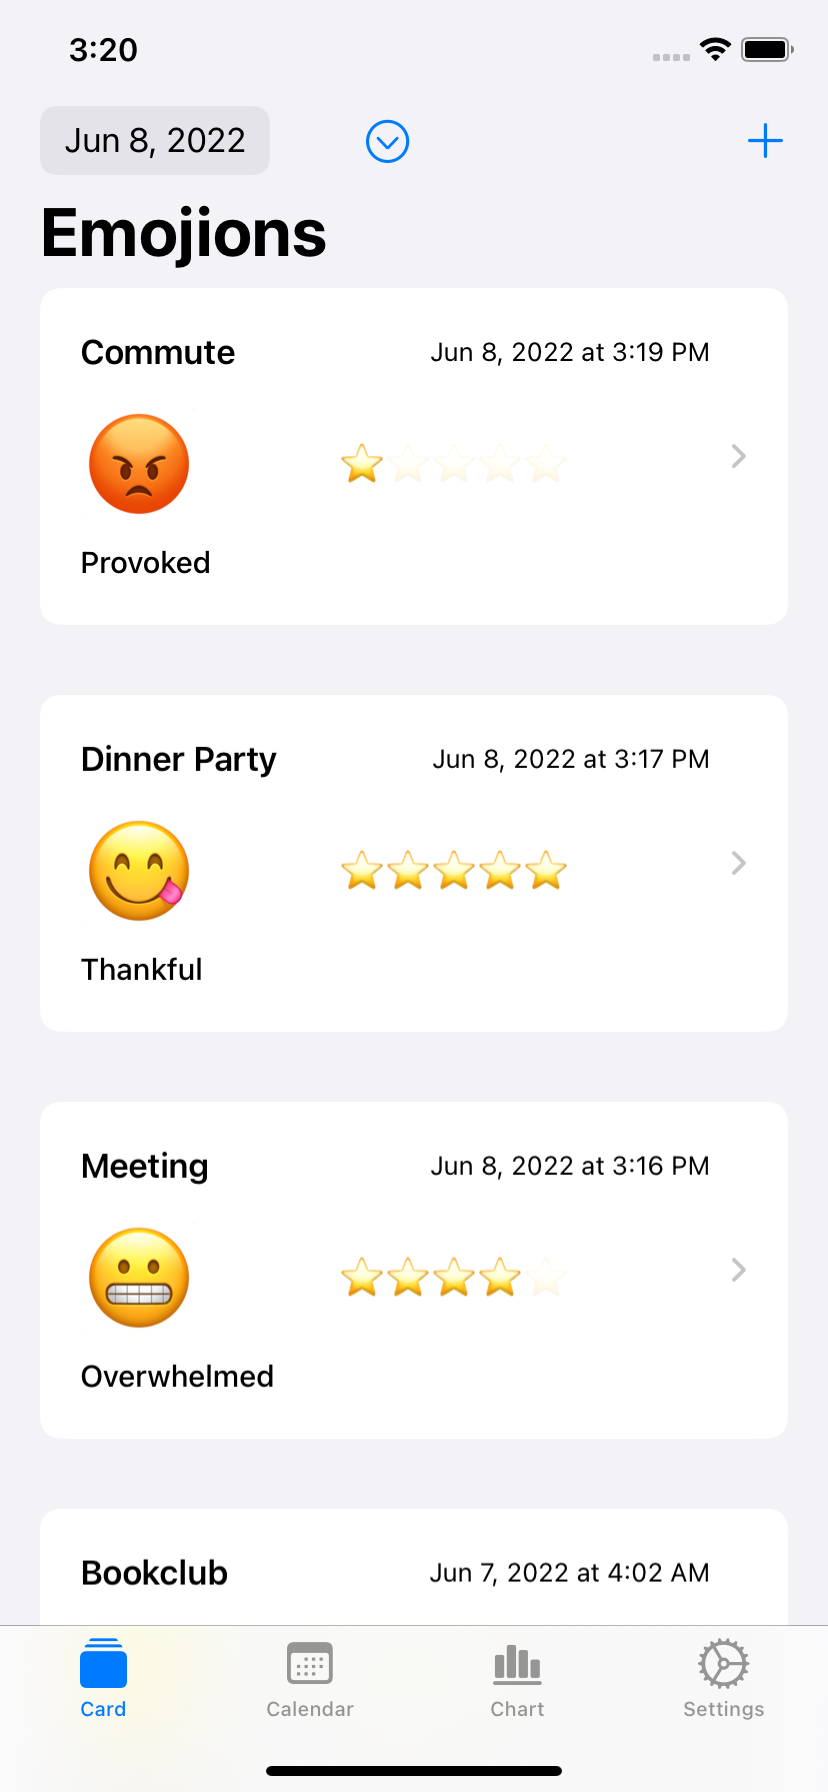 3:20
Jun 8, 2022
Emojions
Commute Jun 8, 2022 at 3:19 PM
Provoked
Dinner Party Jun 8, 2022 at 3:17 PM
Thankful
Meeting Jun 8, 2022 at 3:16 PM
Overwhelmed
Bookclub Jun 7, 2022 at 4:02 AM
Card Calendar Chart Settings